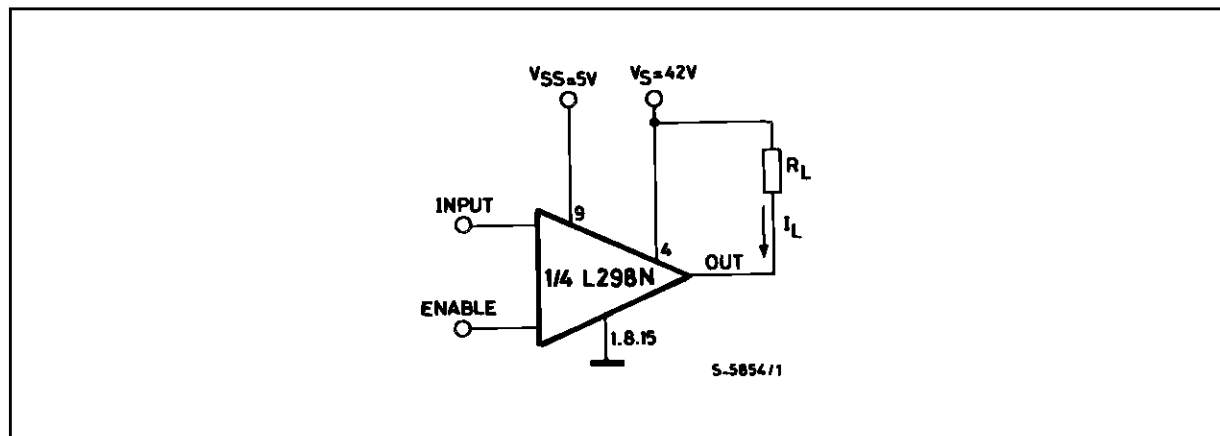 VSS=5V
VS=42V
RL
INPUT
9
IL
4
OUT
1/4 L298N
ENABLE
1.8.15
S-5854/1